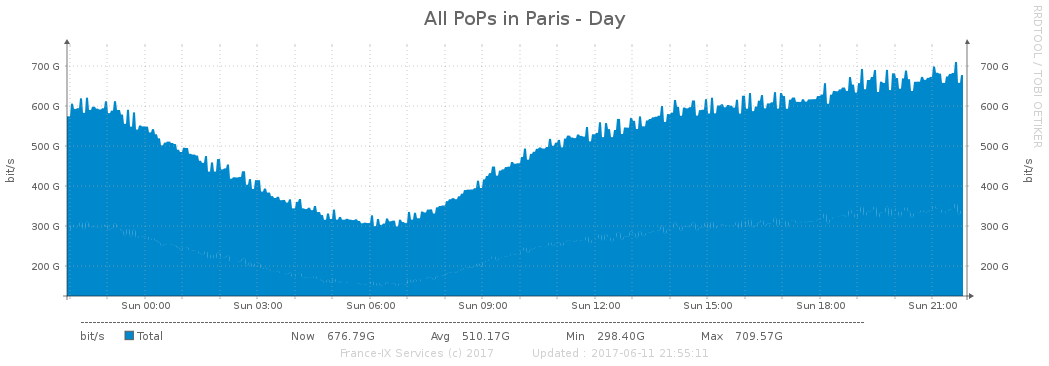 All PoPs in Paris - Day
RRDTOOL / TOBI OETIKER
bit/s
bit/s
700 G 700 G
600 G 600 G
500 G 500 G
400 G 400 G
300 G 300 G
200 G 200 G
Sun 00:00 Sun 03:00 Sun 06:00 Sun 09:00 Sun 12:00 Sun 15:00 Sun 18:00 Sun 21:00
bit/s Total Now 676.79G Avg 510.17G Min 298.40G Max 709.57G
France-IX Services (c) 2017 Updated : 2017-06-11 21:55:11